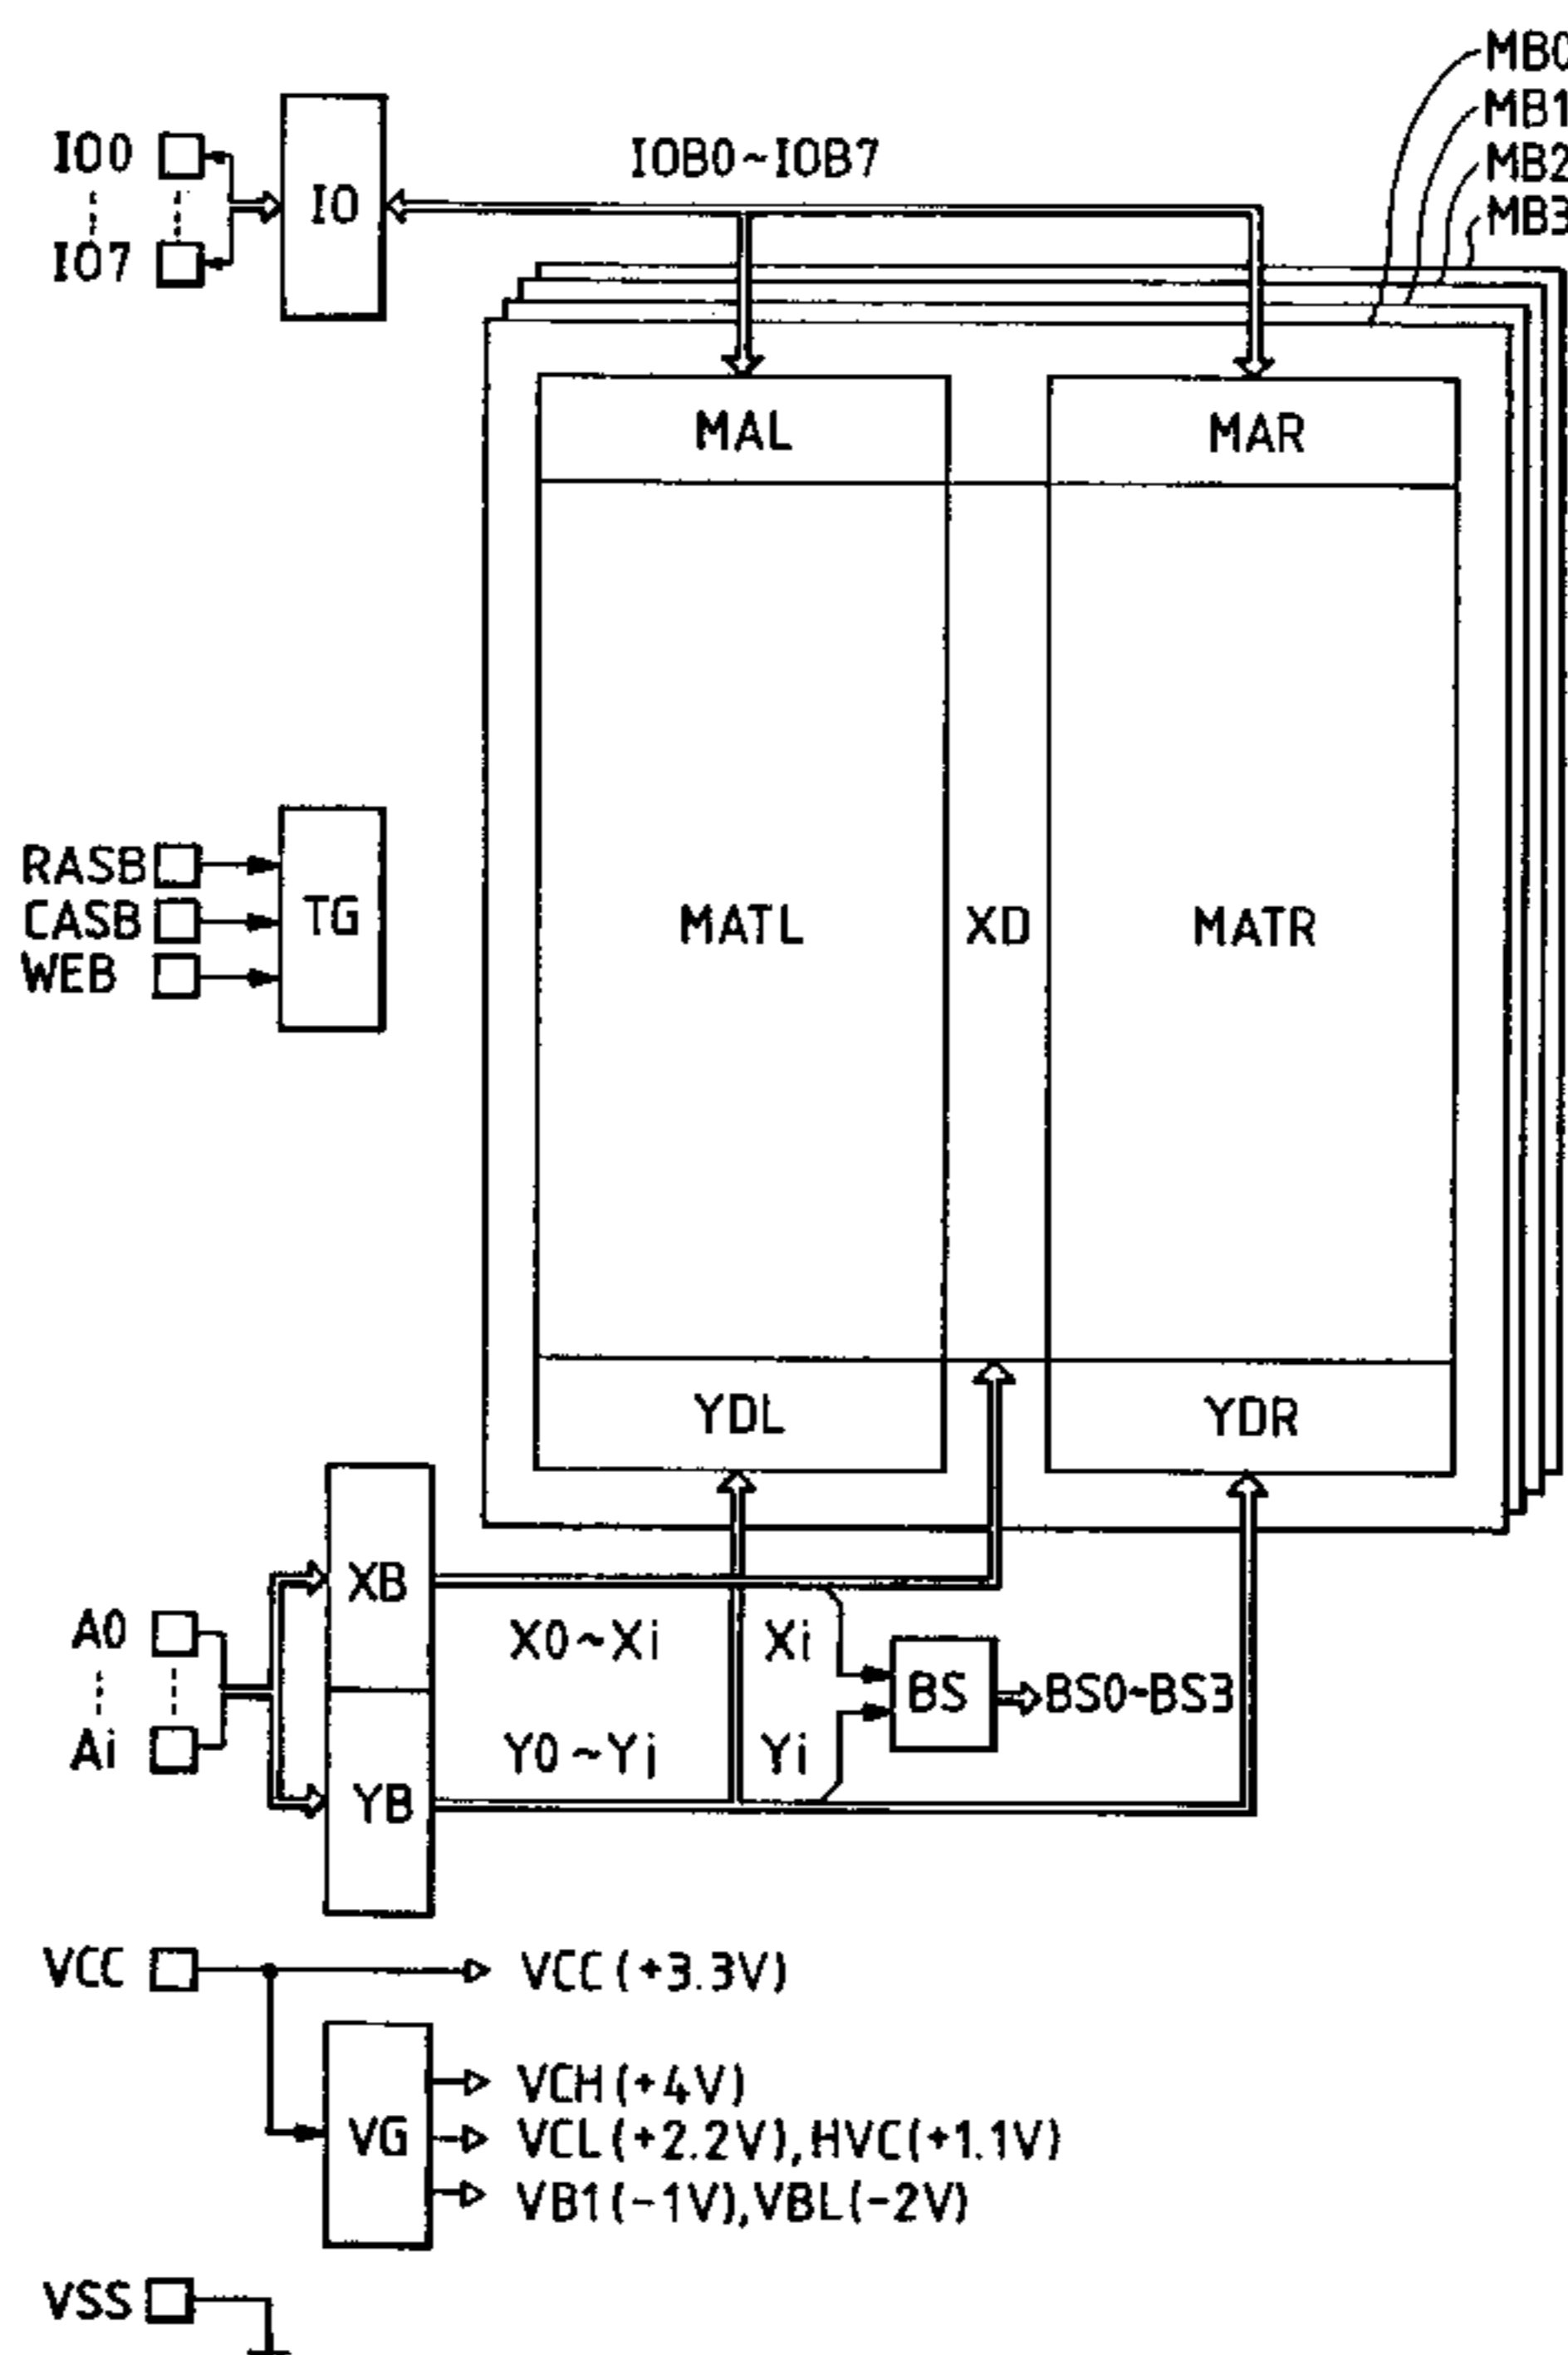 MB0
MB1
MB2
MB3
IO0
IO7
IO
IOB0~IOB7
MAL
MAR
RASB
CASB
WEB
TG
MATL
XD
MATR
YDL
YDR
XB
A0
Ai
X0~Xi
Xi
BS
BS0~BS3
Y0~Yi
Yi
YB
VCC
VCC(+3.3V)
VCH(+4V)
VG
VCL(+2.2V),HVC(+1.1V)
VB1(-1V),VBL(-2V)
VSS